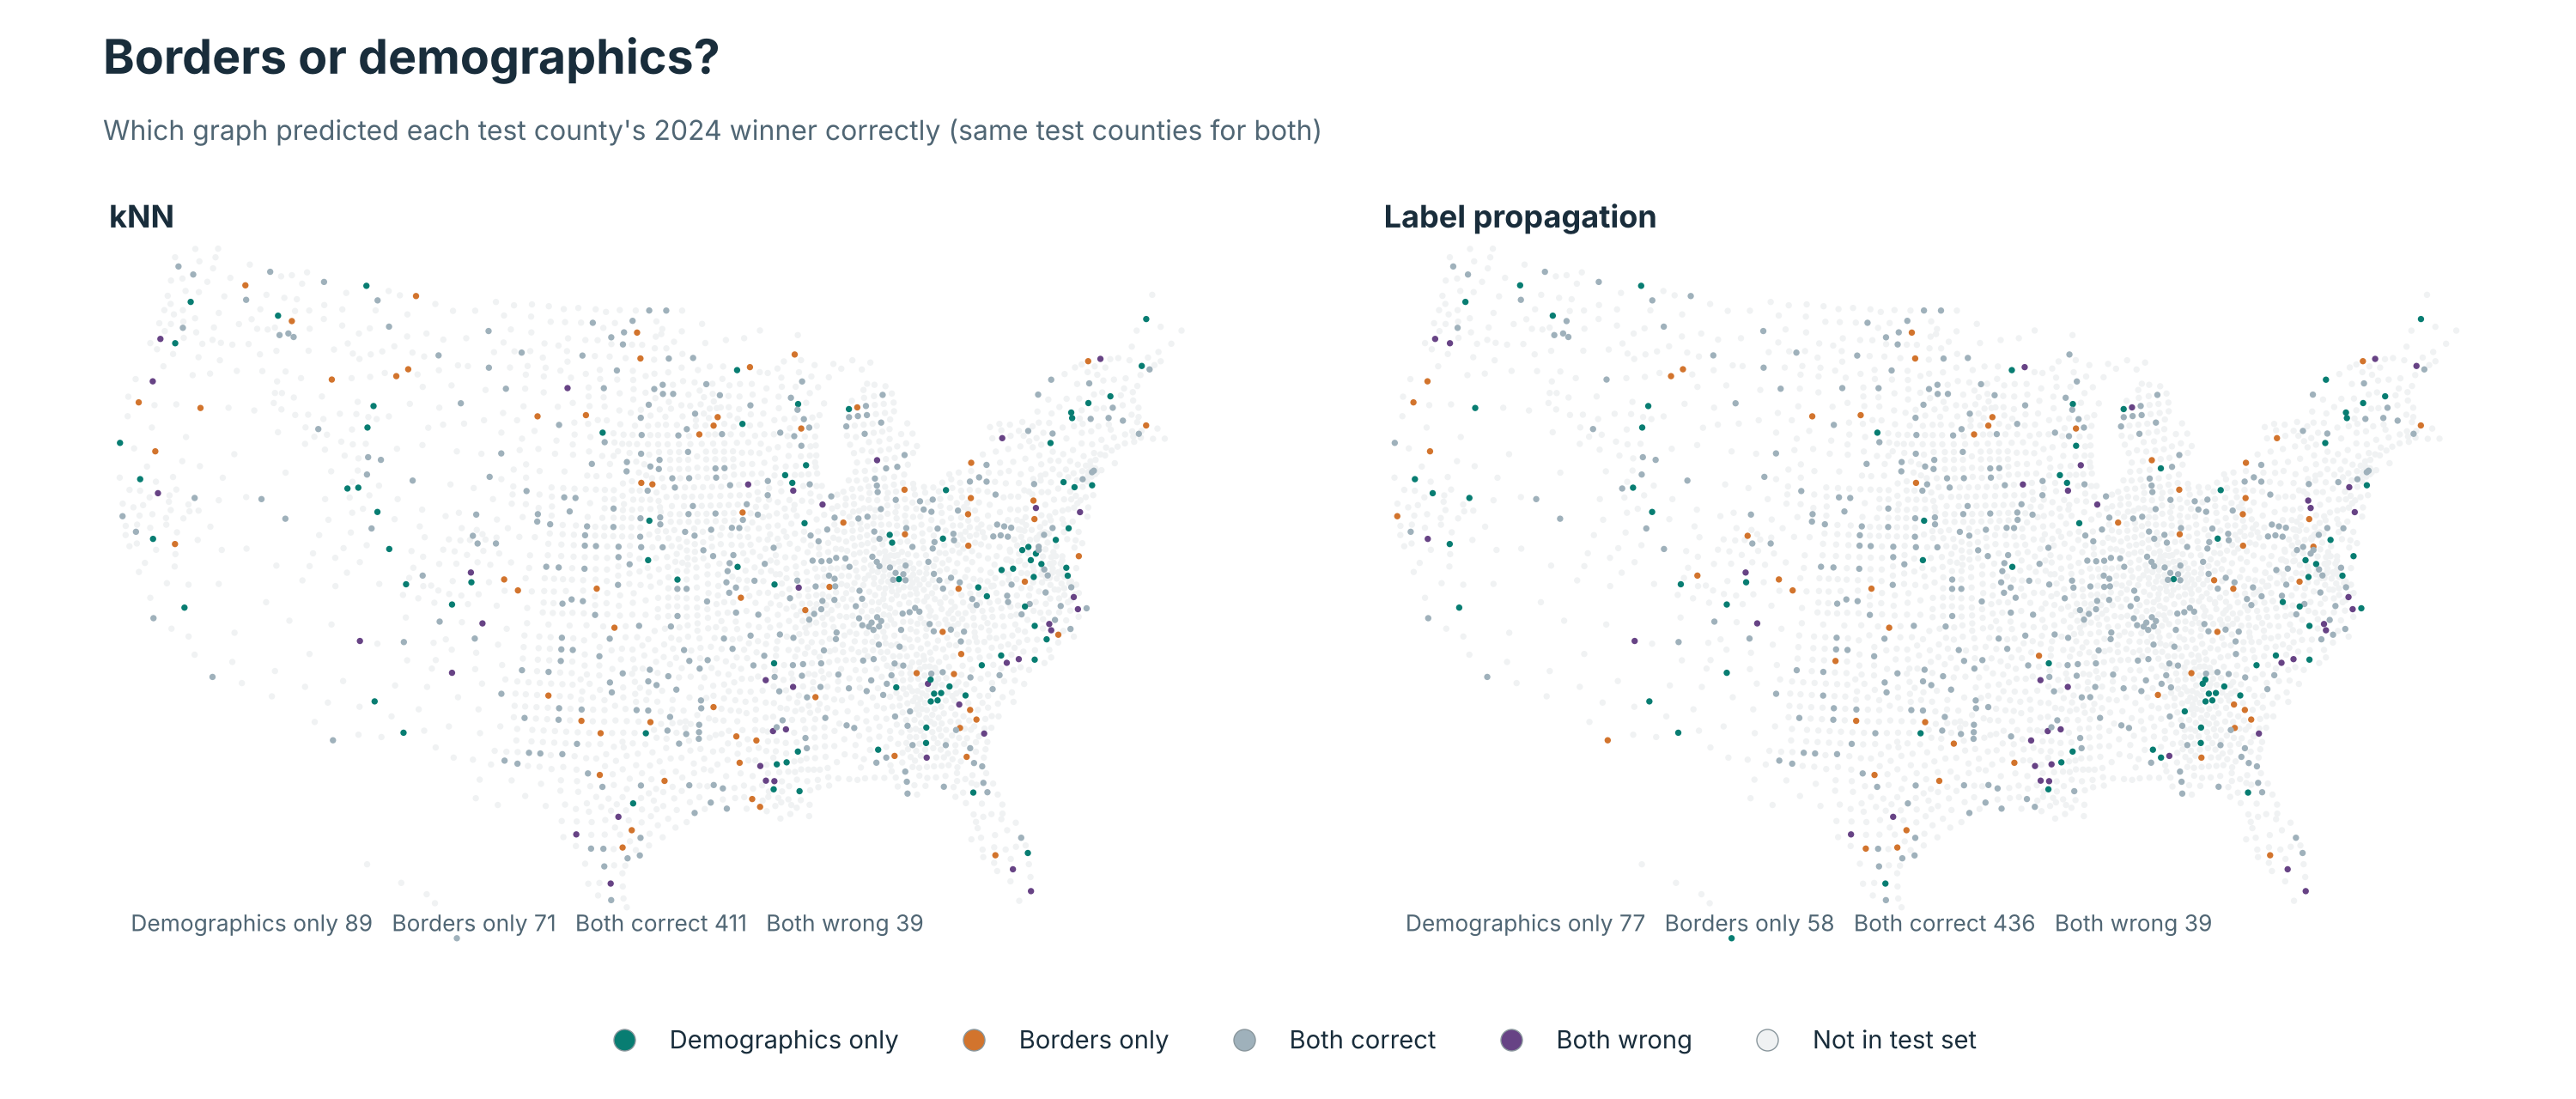 Borders or demographics?
Which graph predicted each test county's 2024 winner correctly (same test counties for both)
kNN
Label propagation
Demographics only 89 Borders only 71 Both correct 411 Both wrong 39
Demographics only 77 Borders only 58 Both correct 436 Both wrong 39
Demographics only Borders only Both correct Both wrong Not in test set